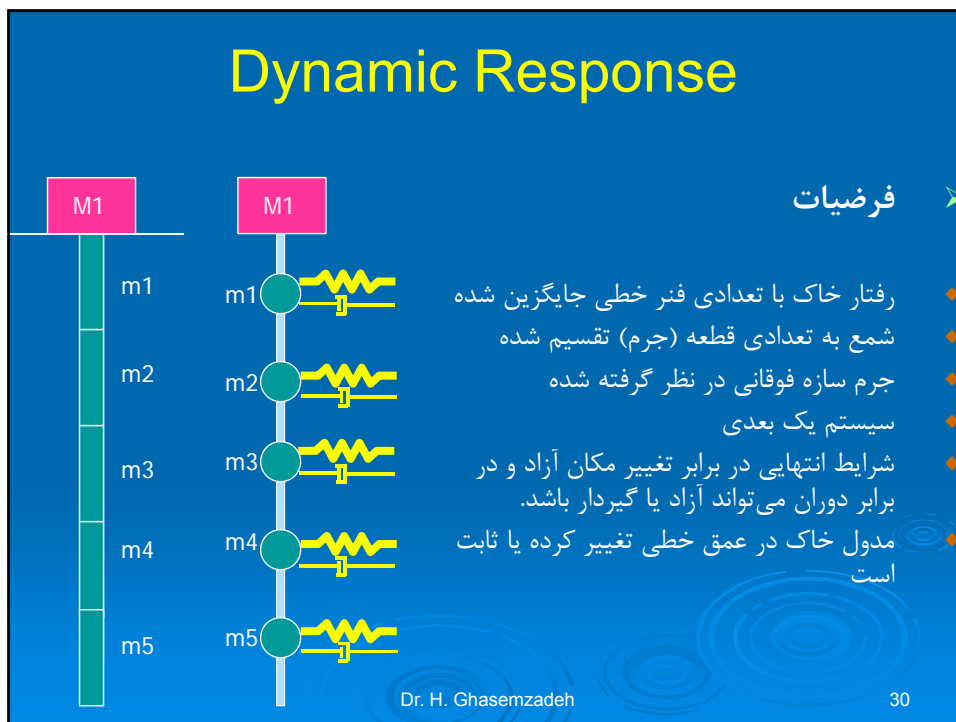 Dynamic Response
فرضیات
رفتار خاک با تعدادی فنر خطی جایگزین شده
شمع به تعدادی قطعه (جرم) تقسیم شده
جرم سازه فوقانی در نظر گرفته شده
سیستم یک بعدی
شرایط انتهایی در برابر تغییر مکان آزاد و در
برابر دوران می‌تواند آزاد یا گیردار باشد.
مدول خاک در عمق خطی تغییر کرده یا ثابت
است
M1
m1
m2
m3
m4
m5
M1
m1
m2
m3
m4
m5
Dr. H. Ghasemzadeh
30